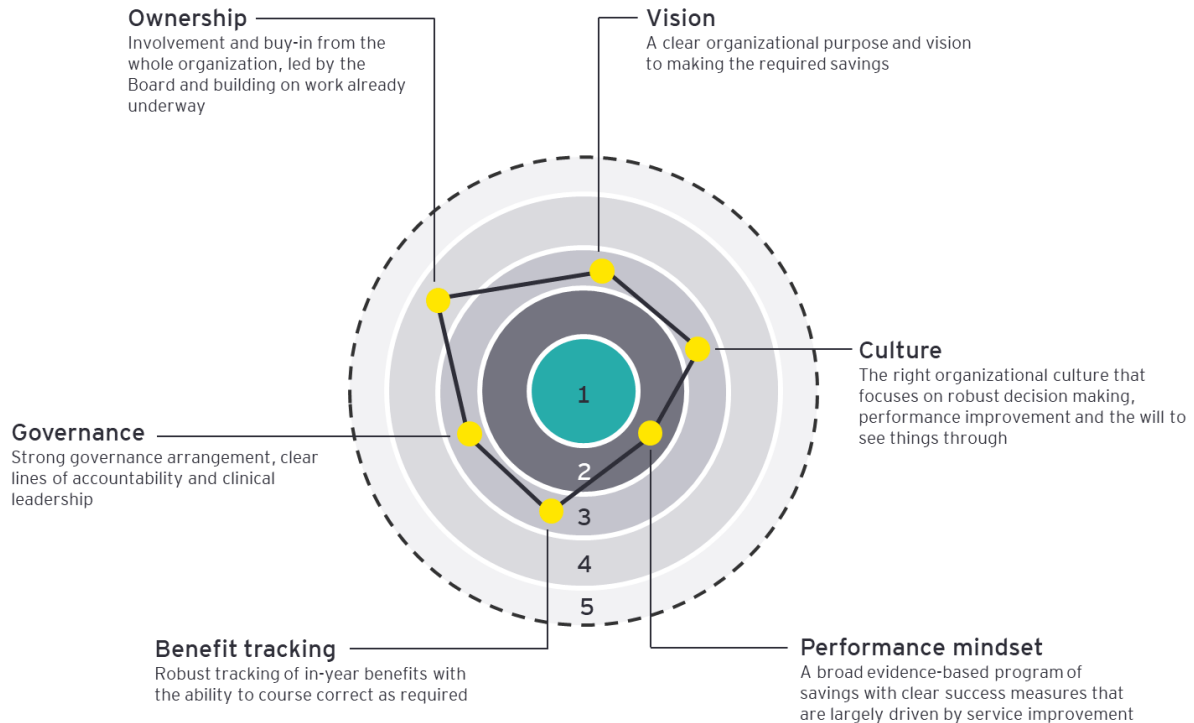 Ownership
Involvement and buy-in from the
whole organization, led by the
Board and building on work already
underway
Vision
A clear organizational purpose and vision
to making the required savings
Culture
The right organizational culture that
focuses on robust decision making,
performance improvement and the will to
see things through
Governance
Strong governance arrangement, clear
lines of accountability and clinical
leadership
1
2
3
4
5
Benefit tracking
Robust tracking of in-year benefits with
the ability to course correct as required
Performance mindset
A broad evidence-based program of
savings with clear success measures that
are largely driven by service improvement